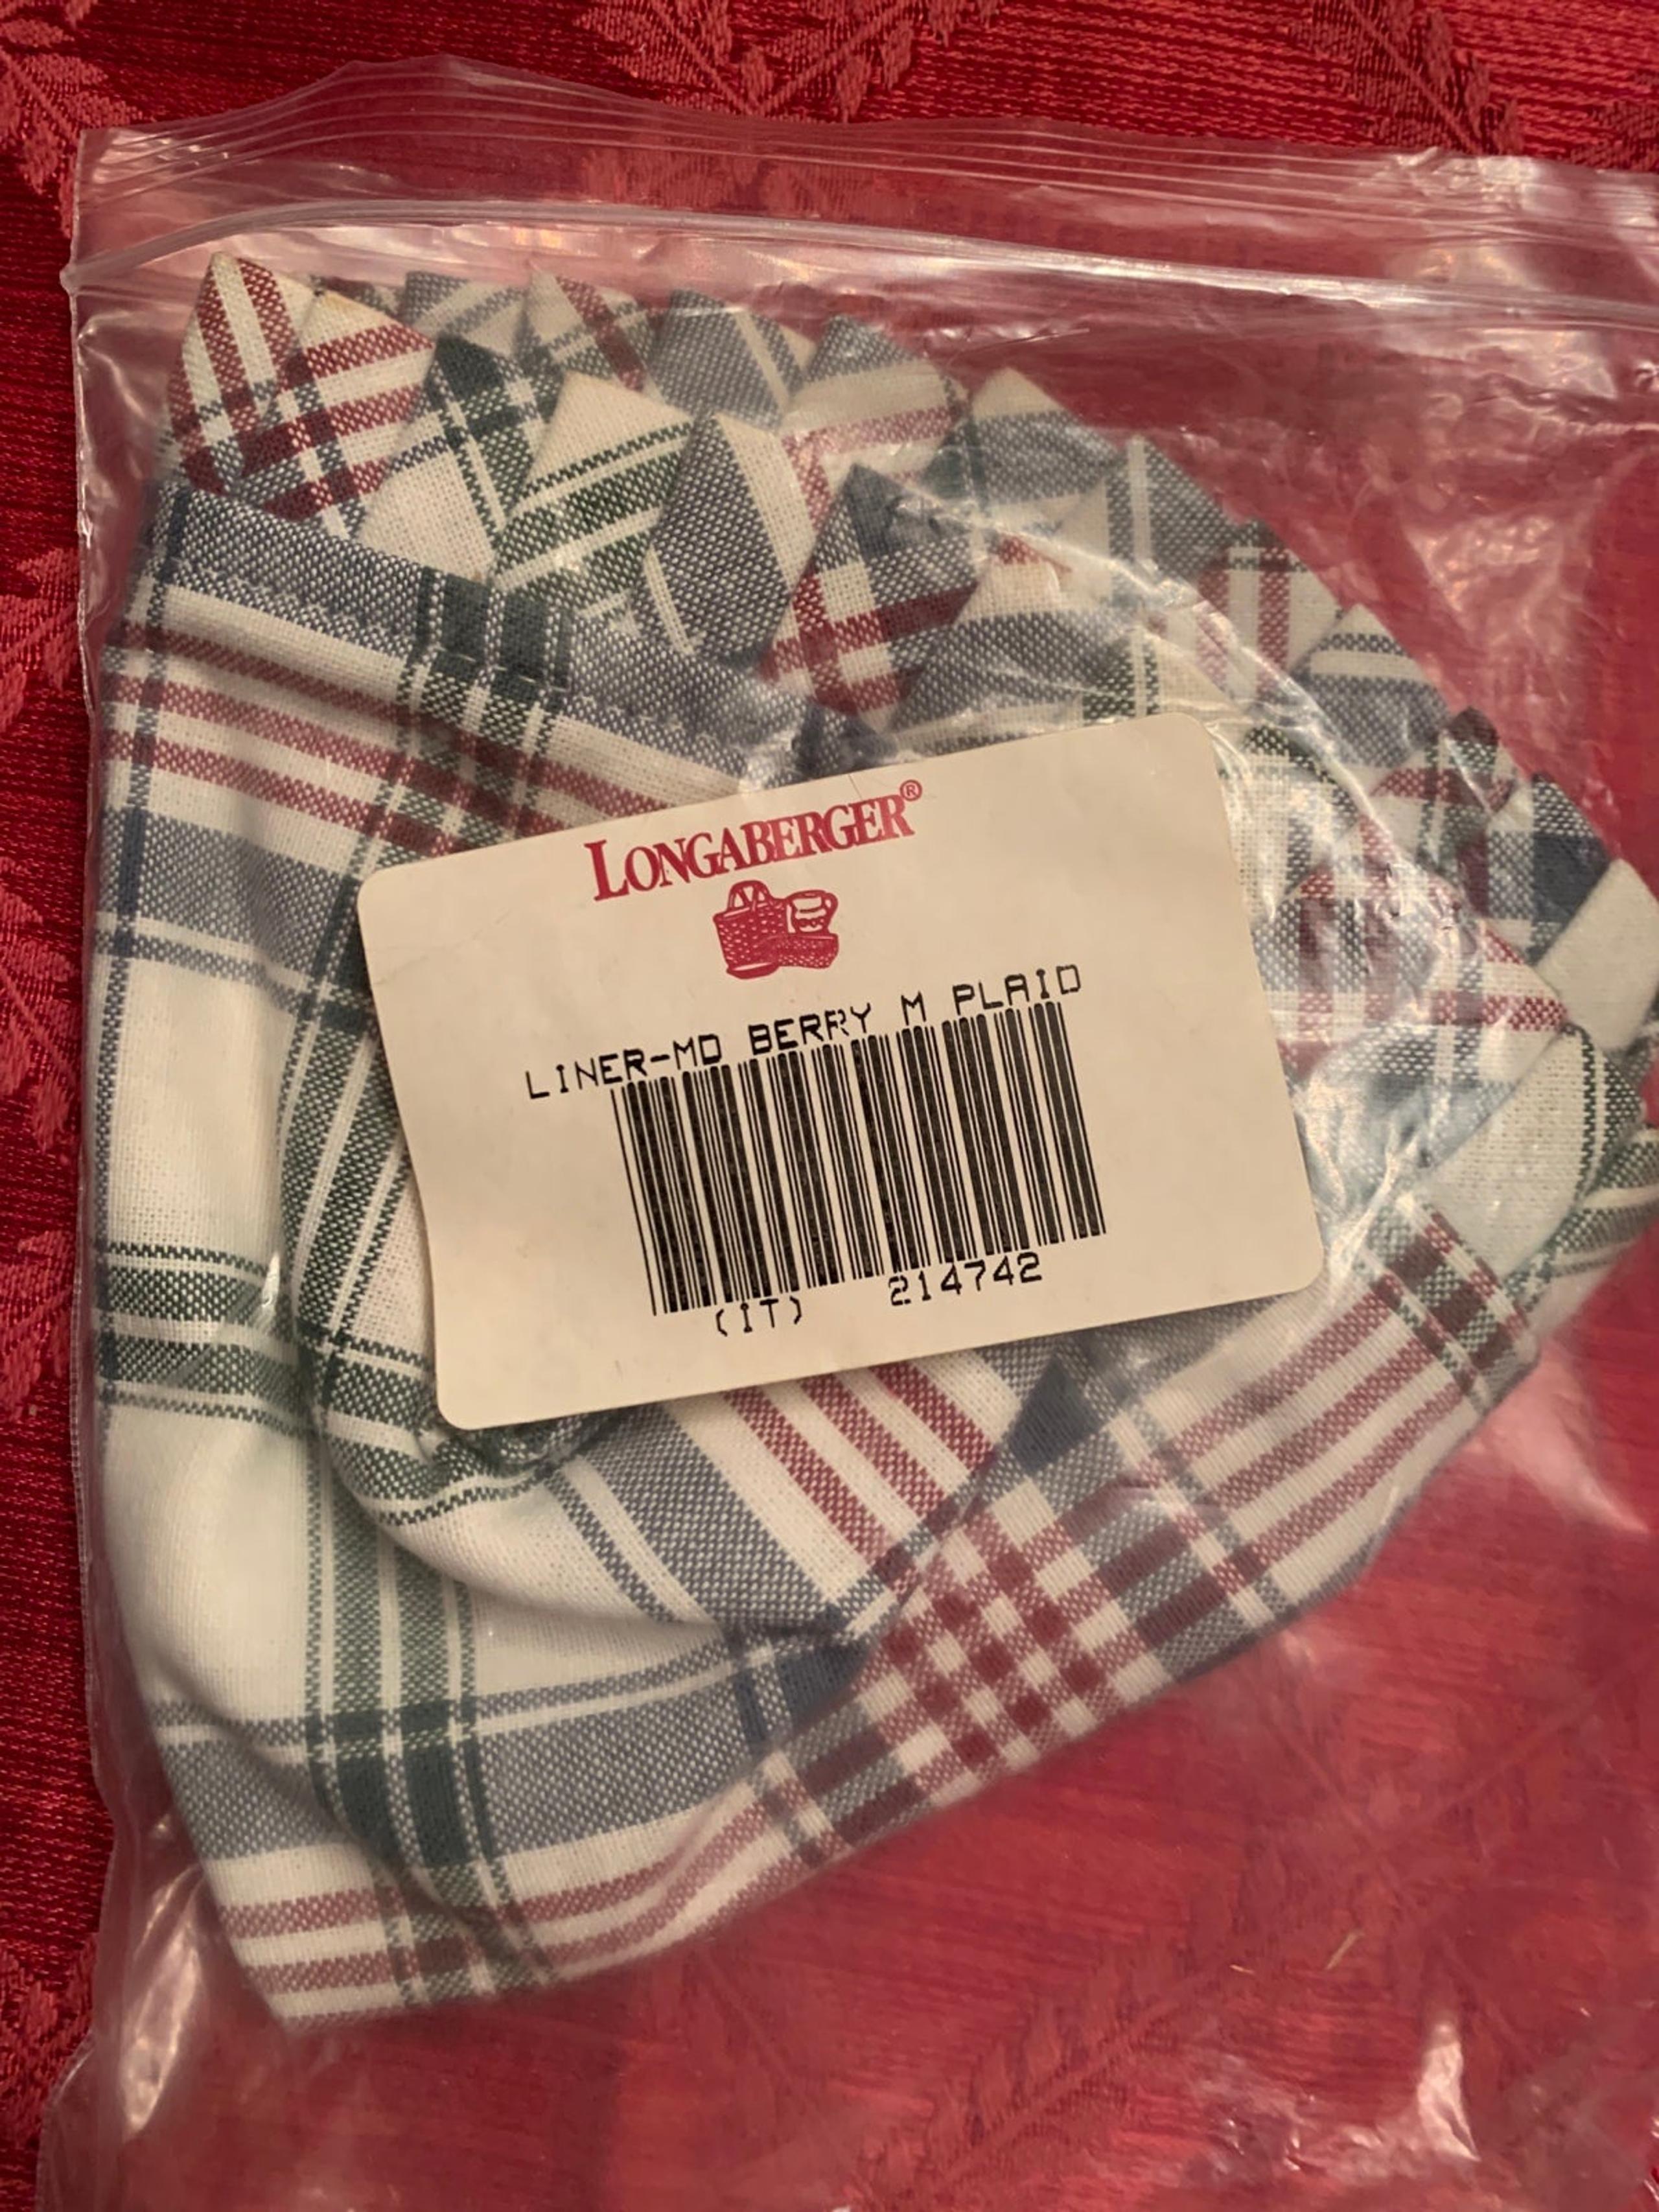 LONGABERGER®
LINER-MD BERRY M PLAID
(IT) 214742